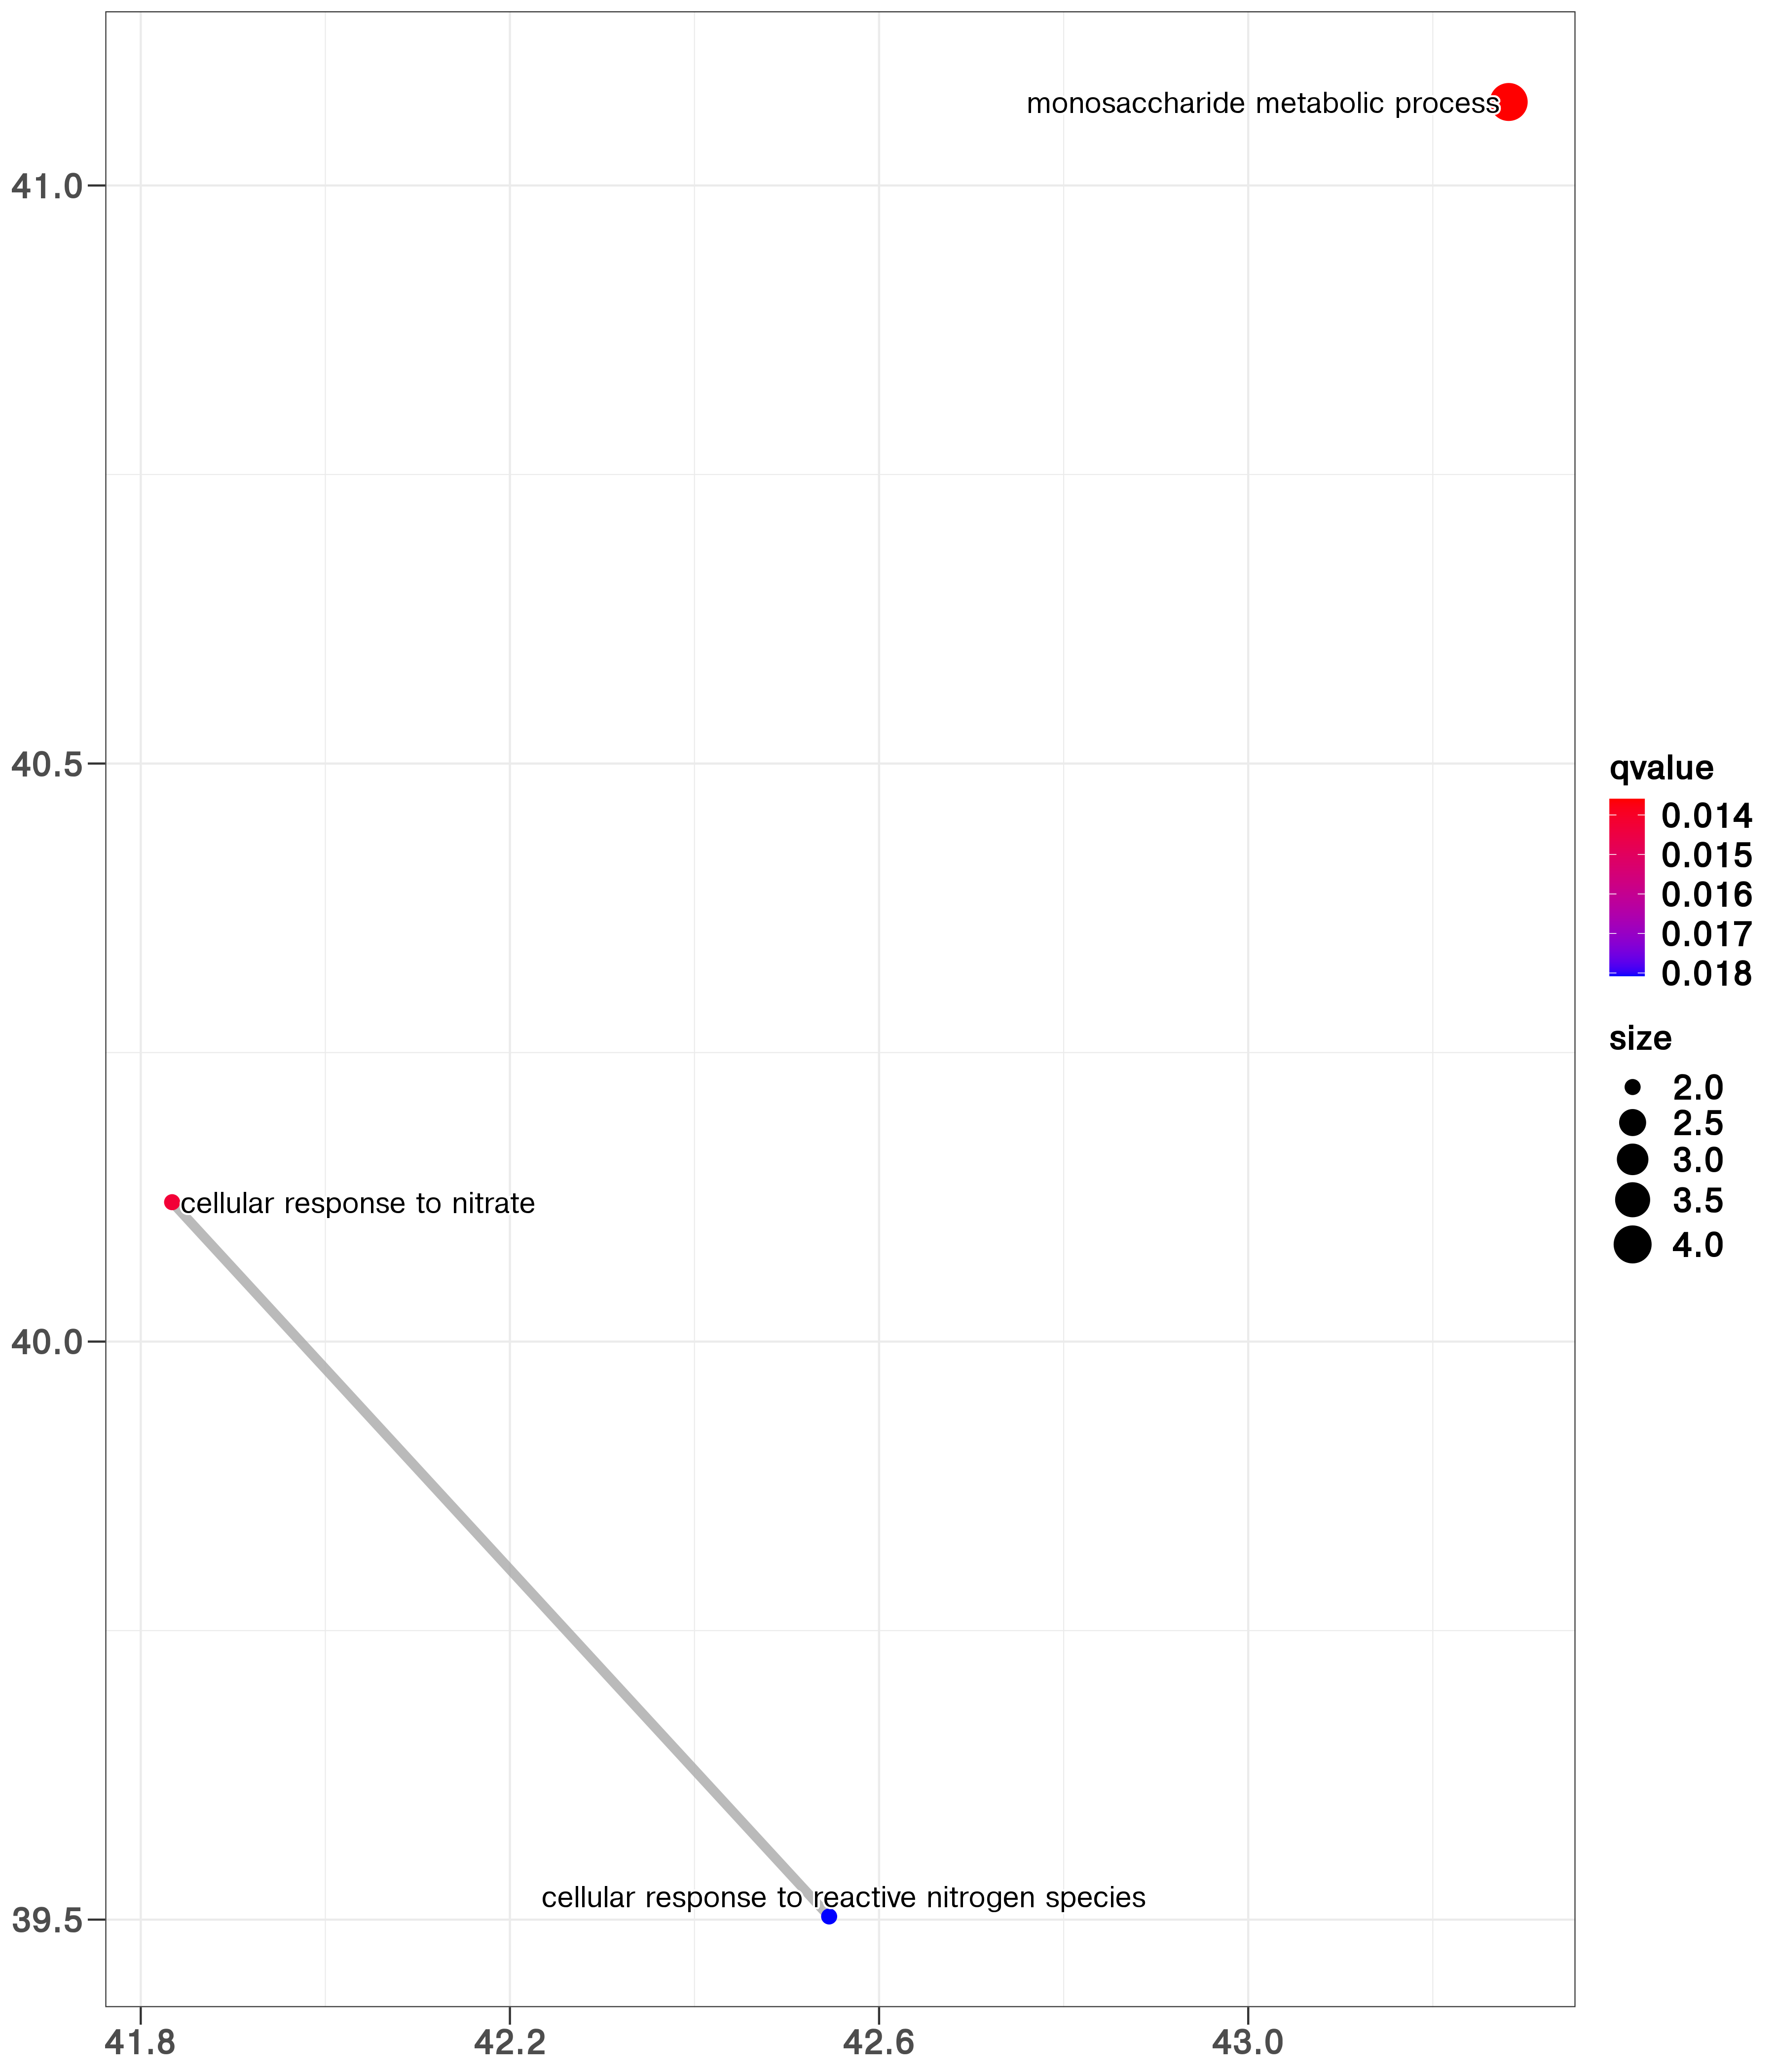 monosaccharide metabolic process
41.0
40.5
qvalue
0.014
0.015
0.016
0.017
0.018
size
2.0
2.5
3.0
3.5
4.0
cellular response to nitrate
40.0
cellular response to reactive nitrogen species
39.5
41.8 42.2 42.6 43.0